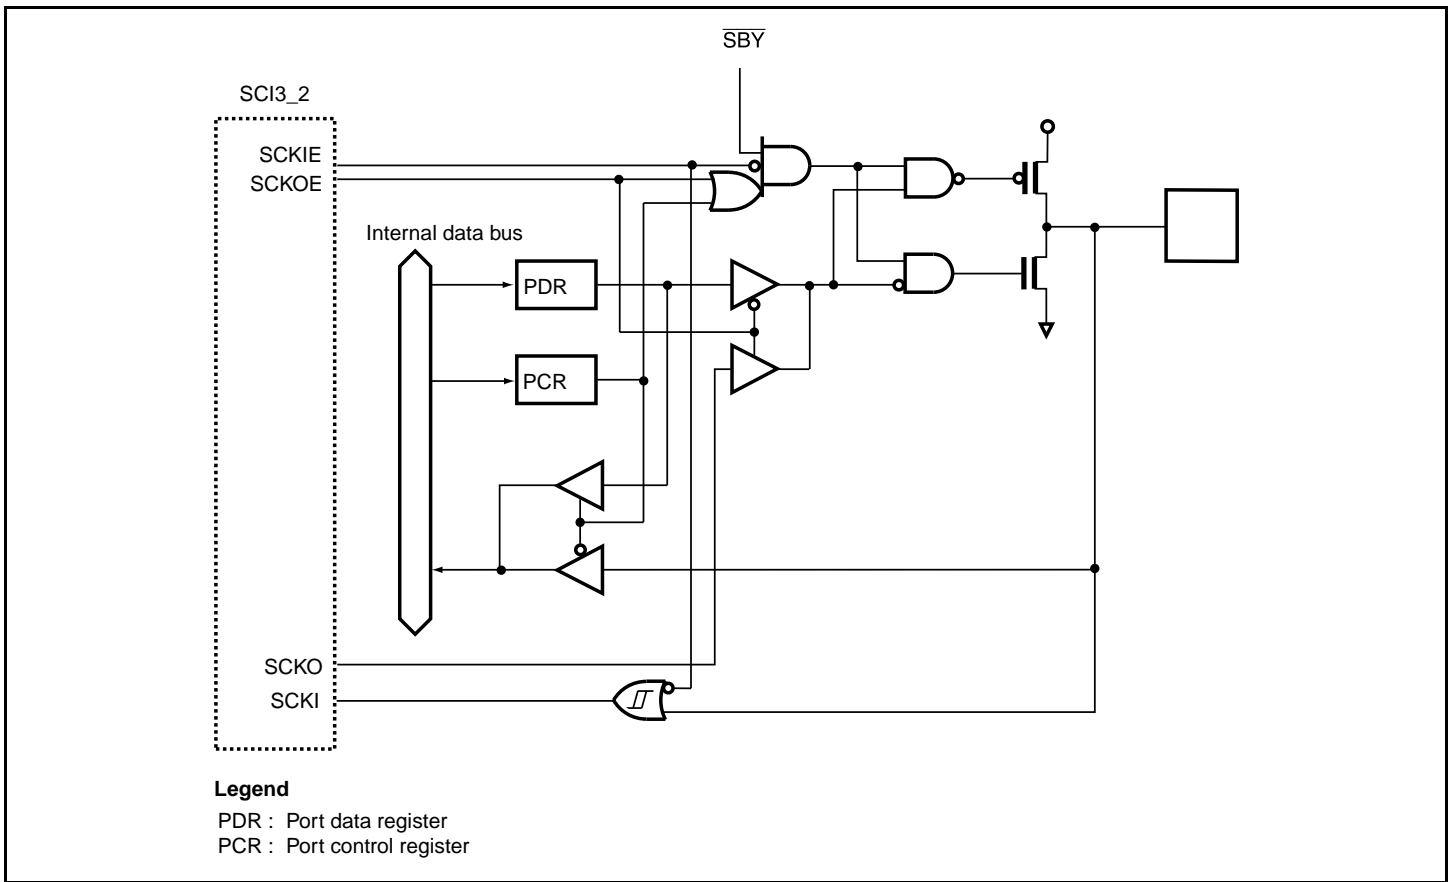 SBY
SCI3_2
SCKIE
SCKOE
Internal data bus
PDR
PCR
SCKO
SCKI
Legend
PDR : Port data register
PCR : Port control register